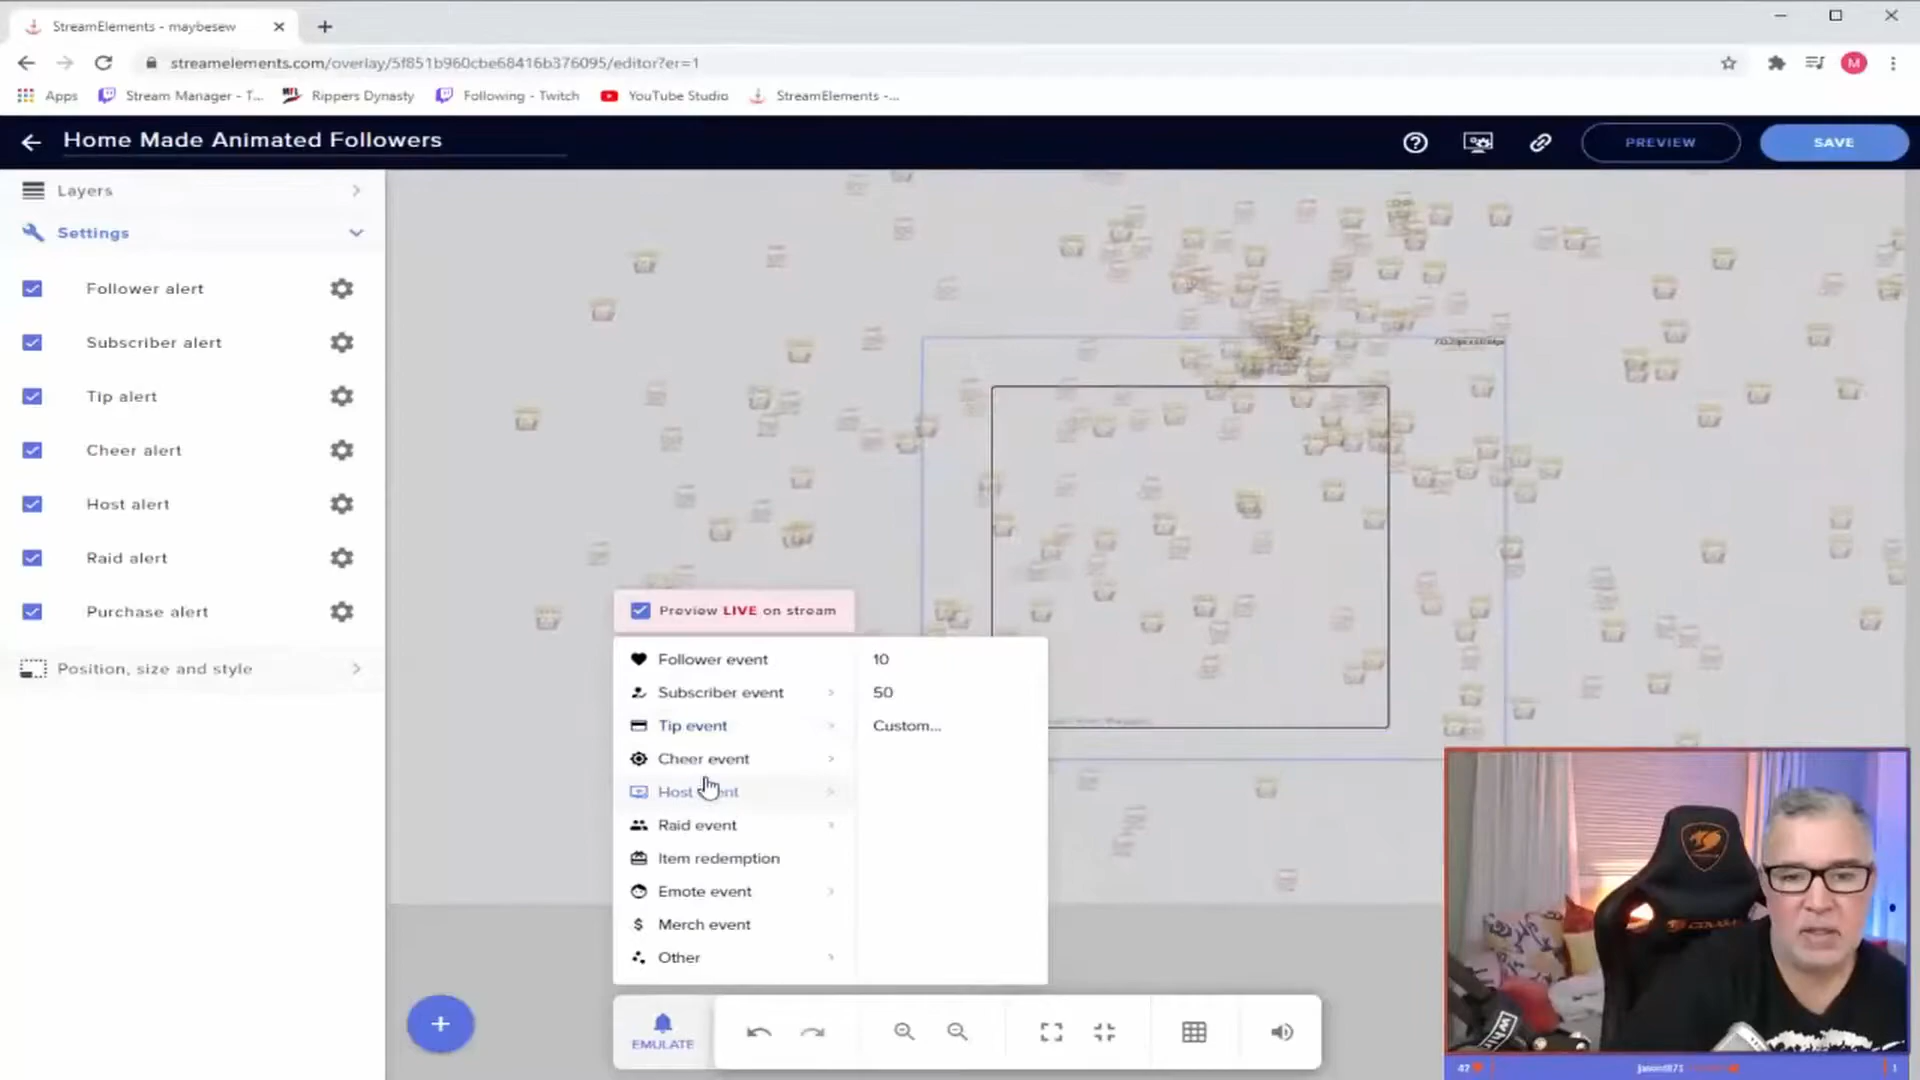 StreamElements - maybesew
streamelements.com/overlay/5f851b960cbe68416b376095/editor?er=1
M
Apps
Stream Manager - T...
Rippers Dynasty
Following - Twitch
YouTube Studio
StreamElements -...
Home Made Animated Followers
PREVIEW
SAVE
Layers
Settings
Follower alert
Subscriber alert
Tip alert
Cheer alert
Host alert
Raid alert
Purchase alert
Position, size and style
Preview LIVE on stream
Follower event
10
Subscriber event
50
Tip event
Custom...
Cheer event
Host
Raid event
Item redemption
Emote event
Merch event
Other
EMULATE
42
1